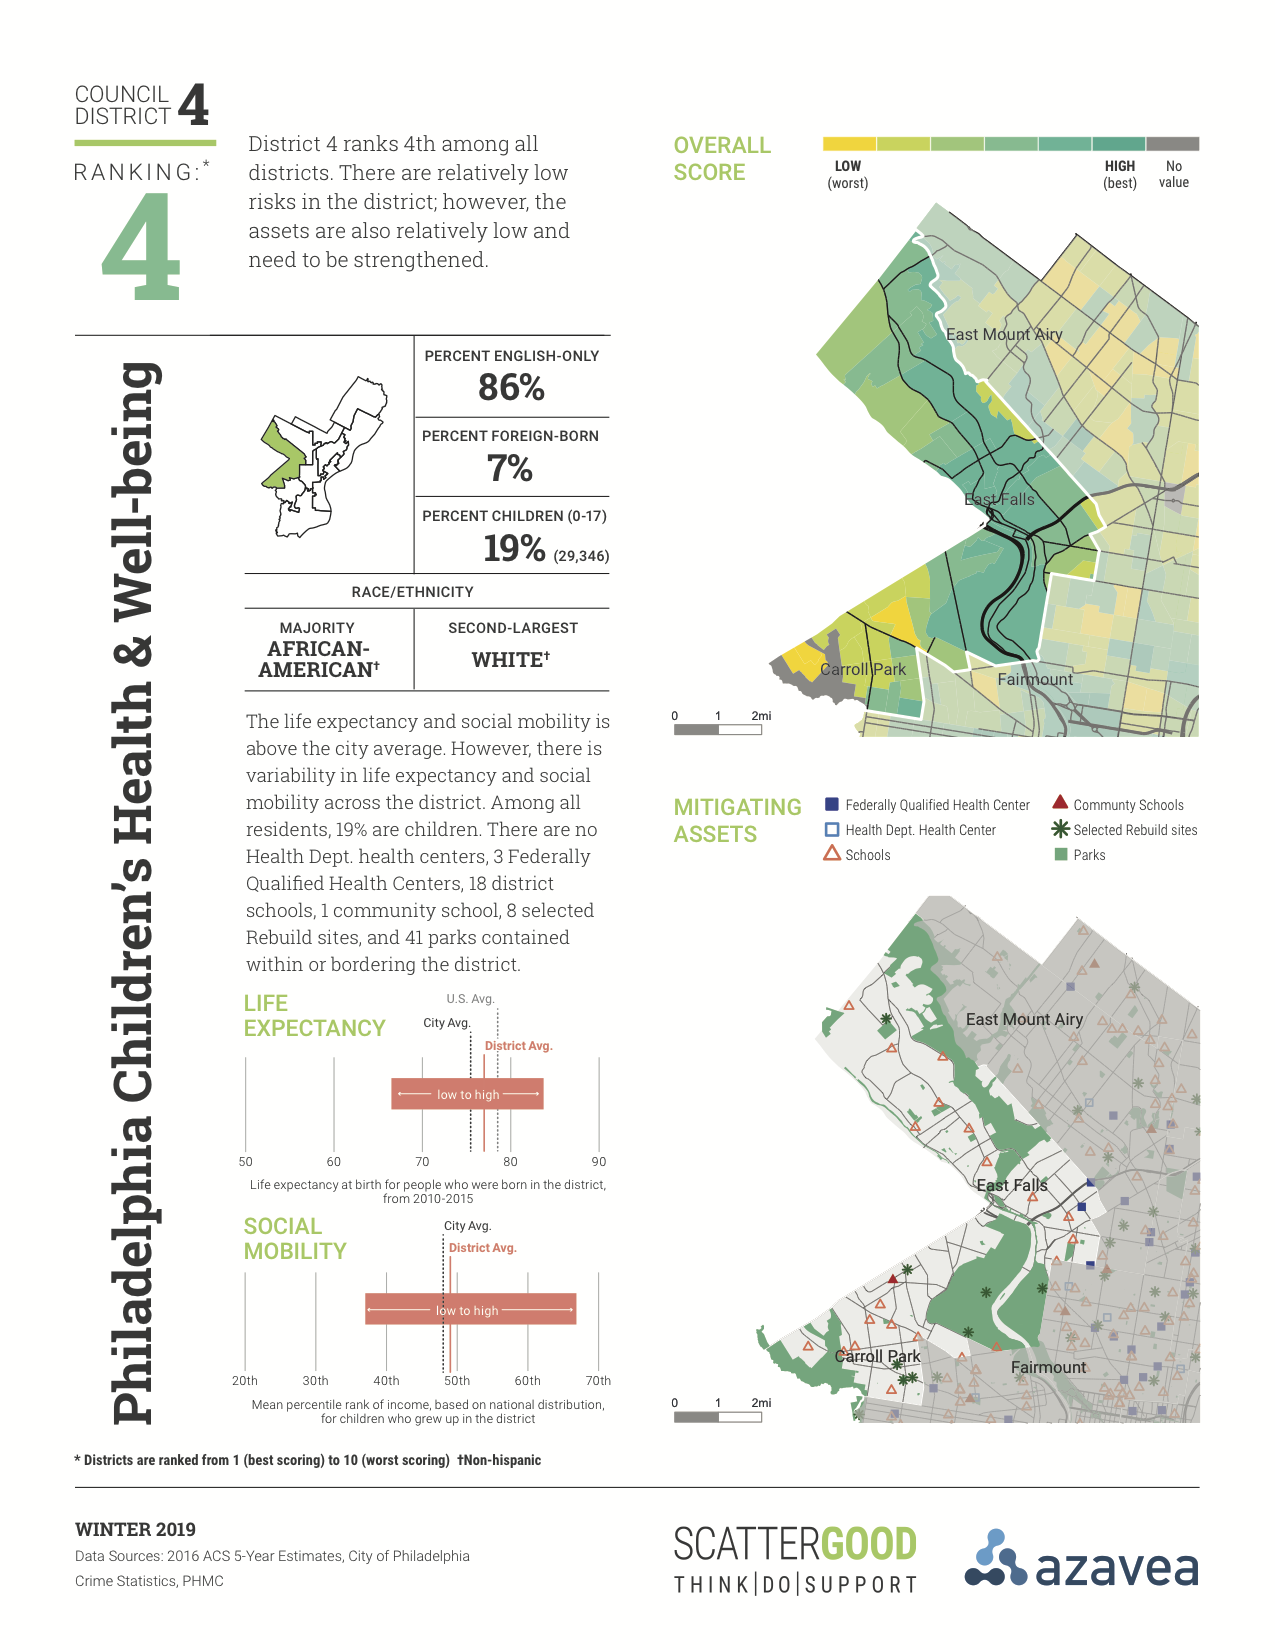 COUNCIL
DISTRICT 4
RANKING:*
4
District 4 ranks 4th among all
districts. There are relatively low
risks in the district; however, the
assets are also relatively low and
need to be strengthened.
Philadelphia Children's Health & Well-being
PERCENT ENGLISH-ONLY
86%
PERCENT FOREIGN-BORN
7%
PERCENT CHILDREN (0-17)
19% (29,346)
RACE/ETHNICITY
MAJORITY
AFRICAN-
AMERICAN†
SECOND-LARGEST
WHITE†
The life expectancy and social mobility is
above the city average. However, there is
variability in life expectancy and social
mobility across the district. Among all
residents, 19% are children. There are no
Health Dept. health centers, 3 Federally
Qualified Health Centers, 18 district
schools, 1 community school, 8 selected
Rebuild sites, and 41 parks contained
within or bordering the district.
LIFE
EXPECTANCY
U.S. Avg.
City Avg.
District Avg.
low to high
50 60 70 80 90
Life expectancy at birth for people who were born in the district,
from 2010-2015
SOCIAL
MOBILITY
City Avg.
District Avg.
low to high
20th 30th 40th 50th 60th 70th
Mean percentile rank of income, based on national distribution,
for children who grew up in the district
OVERALL
SCORE
LOW
(worst)
HIGH
(best)
No
value
East Mount Airy
East Falls
Carroll Park
Fairmount
0 1 2mi
MITIGATING
ASSETS
Federally Qualified Health Center
Health Dept. Health Center
Schools
Communty Schools
Selected Rebuild sites
Parks
East Mount Airy
East Falls
Carroll Park
Fairmount
0 1 2mi
* Districts are ranked from 1 (best scoring) to 10 (worst scoring) †Non-hispanic
WINTER 2019
Data Sources: 2016 ACS 5-Year Estimates, City of Philadelphia
Crime Statistics, PHMC
SCATTERGOOD
THINK|DO|SUPPORT
azavea